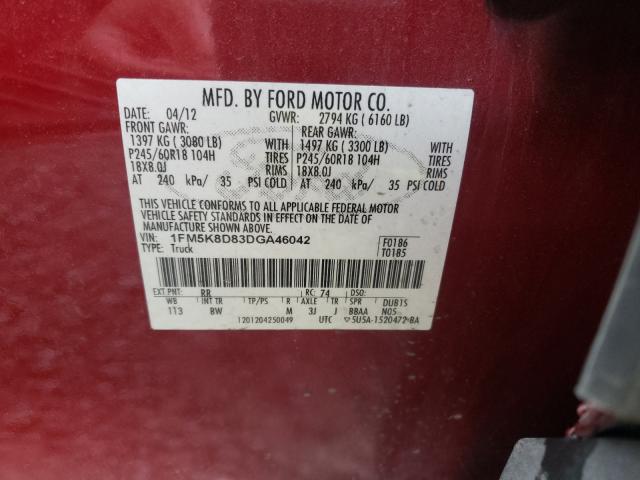 MFD. BY FORD MOTOR CO.
DATE: 04/12 GVWR: 2794 KG ( 6160 LB)
FRONT GAWR: REAR GAWR:
1397 KG ( 3080 LB) WITH 1497 KG ( 3300 LB) WITH
P245/60R18 104H TIRES P245/60R18 104H TIRES
18X8.0J RIMS 18X8.0J RIMS
AT 240 kPa/ 35 PSI COLD AT 240 kPa/ 35 PSI COLD
THIS VEHICLE CONFORMS TO ALL APPLICABLE FEDERAL MOTOR
VEHICLE SAFETY STANDARDS IN EFFECT ON THE DATE OF
MANUFACTURE SHOWN ABOVE.
VIN: 1FM5K8D83DGA46042 F0186
TYPE: Truck T0185
EXT PNT: RR RC: 74 DSO:
WB INT TR TP/PS R AXLE TR SPR DUBTS
113 BW M 3J J BBAA N05
1201204250049 UTC 5U5A-1520472-BA